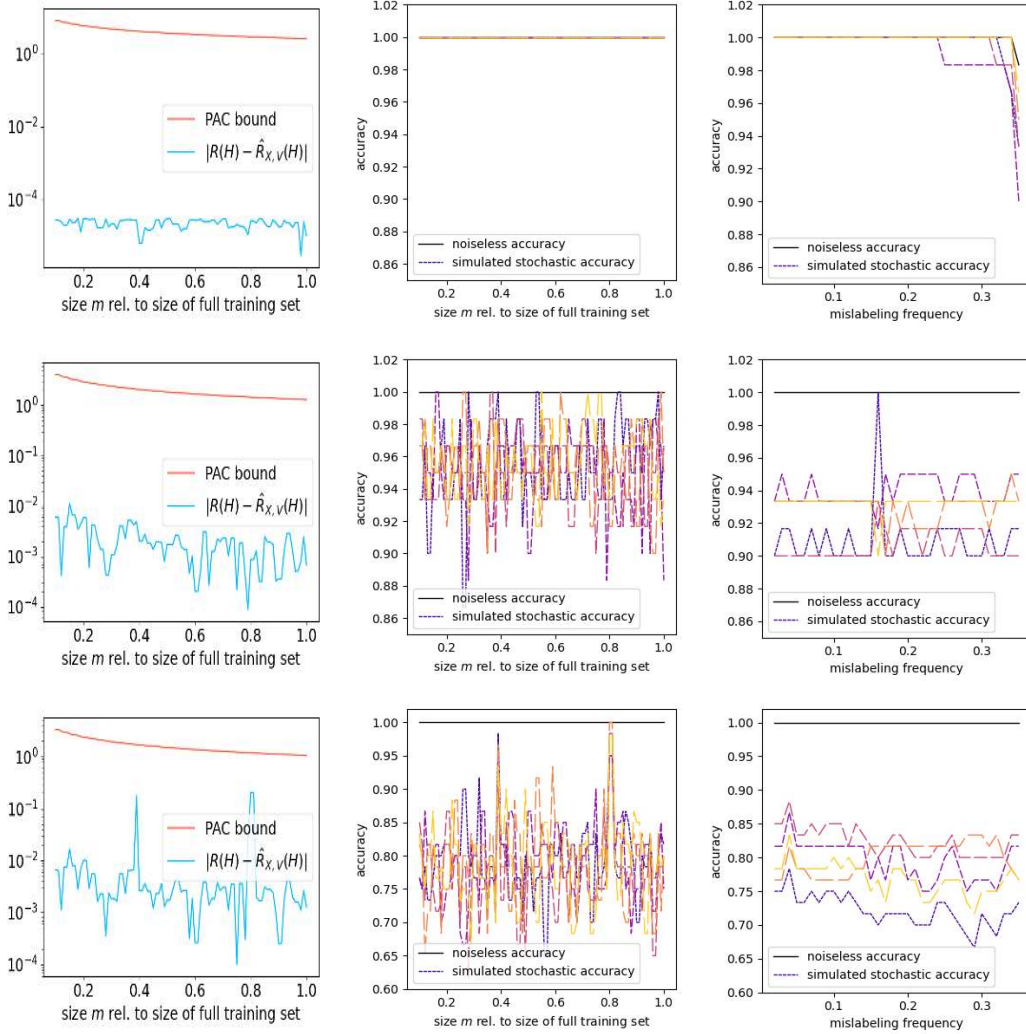 10^0
10^-2
10^-4
PAC bound
|R(H) − R̂_{X,V}(H)|
0.2 0.4 0.6 0.8 1.0
size m rel. to size of full training set
1.02
1.00
0.98
0.96
0.94
0.92
0.90
0.88
0.86
accuracy
noiseless accuracy
simulated stochastic accuracy
0.2 0.4 0.6 0.8 1.0
size m rel. to size of full training set
1.02
1.00
0.98
0.96
0.94
0.92
0.90
0.88
0.86
accuracy
noiseless accuracy
simulated stochastic accuracy
0.1 0.2 0.3
mislabeling frequency
10^0
10^-1
10^-2
10^-3
10^-4
PAC bound
|R(H) − R̂_{X,V}(H)|
0.2 0.4 0.6 0.8 1.0
size m rel. to size of full training set
1.02
1.00
0.98
0.96
0.94
0.92
0.90
0.88
0.86
accuracy
noiseless accuracy
simulated stochastic accuracy
0.2 0.4 0.6 0.8 1.0
size m rel. to size of full training set
1.02
1.00
0.98
0.96
0.94
0.92
0.90
0.88
0.86
accuracy
noiseless accuracy
simulated stochastic accuracy
0.1 0.2 0.3
mislabeling frequency
10^0
10^-1
10^-2
10^-3
10^-4
PAC bound
|R(H) − R̂_{X,V}(H)|
0.2 0.4 0.6 0.8 1.0
size m rel. to size of full training set
1.00
0.95
0.90
0.85
0.80
0.75
0.70
0.65
0.60
accuracy
noiseless accuracy
simulated stochastic accuracy
0.2 0.4 0.6 0.8 1.0
size m rel. to size of full training set
1.00
0.95
0.90
0.85
0.80
0.75
0.70
0.65
0.60
accuracy
noiseless accuracy
simulated stochastic accuracy
0.1 0.2 0.3
mislabeling frequency